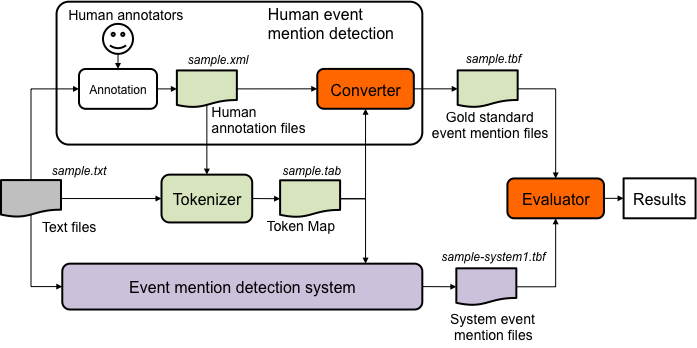 Human annotators
Human event
mention detection
sample.xml
sample.tbf
Annotation
Converter
Human
annotation files
Gold standard
event mention files
sample.txt
sample.tab
Tokenizer
Evaluator
Results
Text files
Token Map
sample-system1.tbf
Event mention detection system
System event
mention files